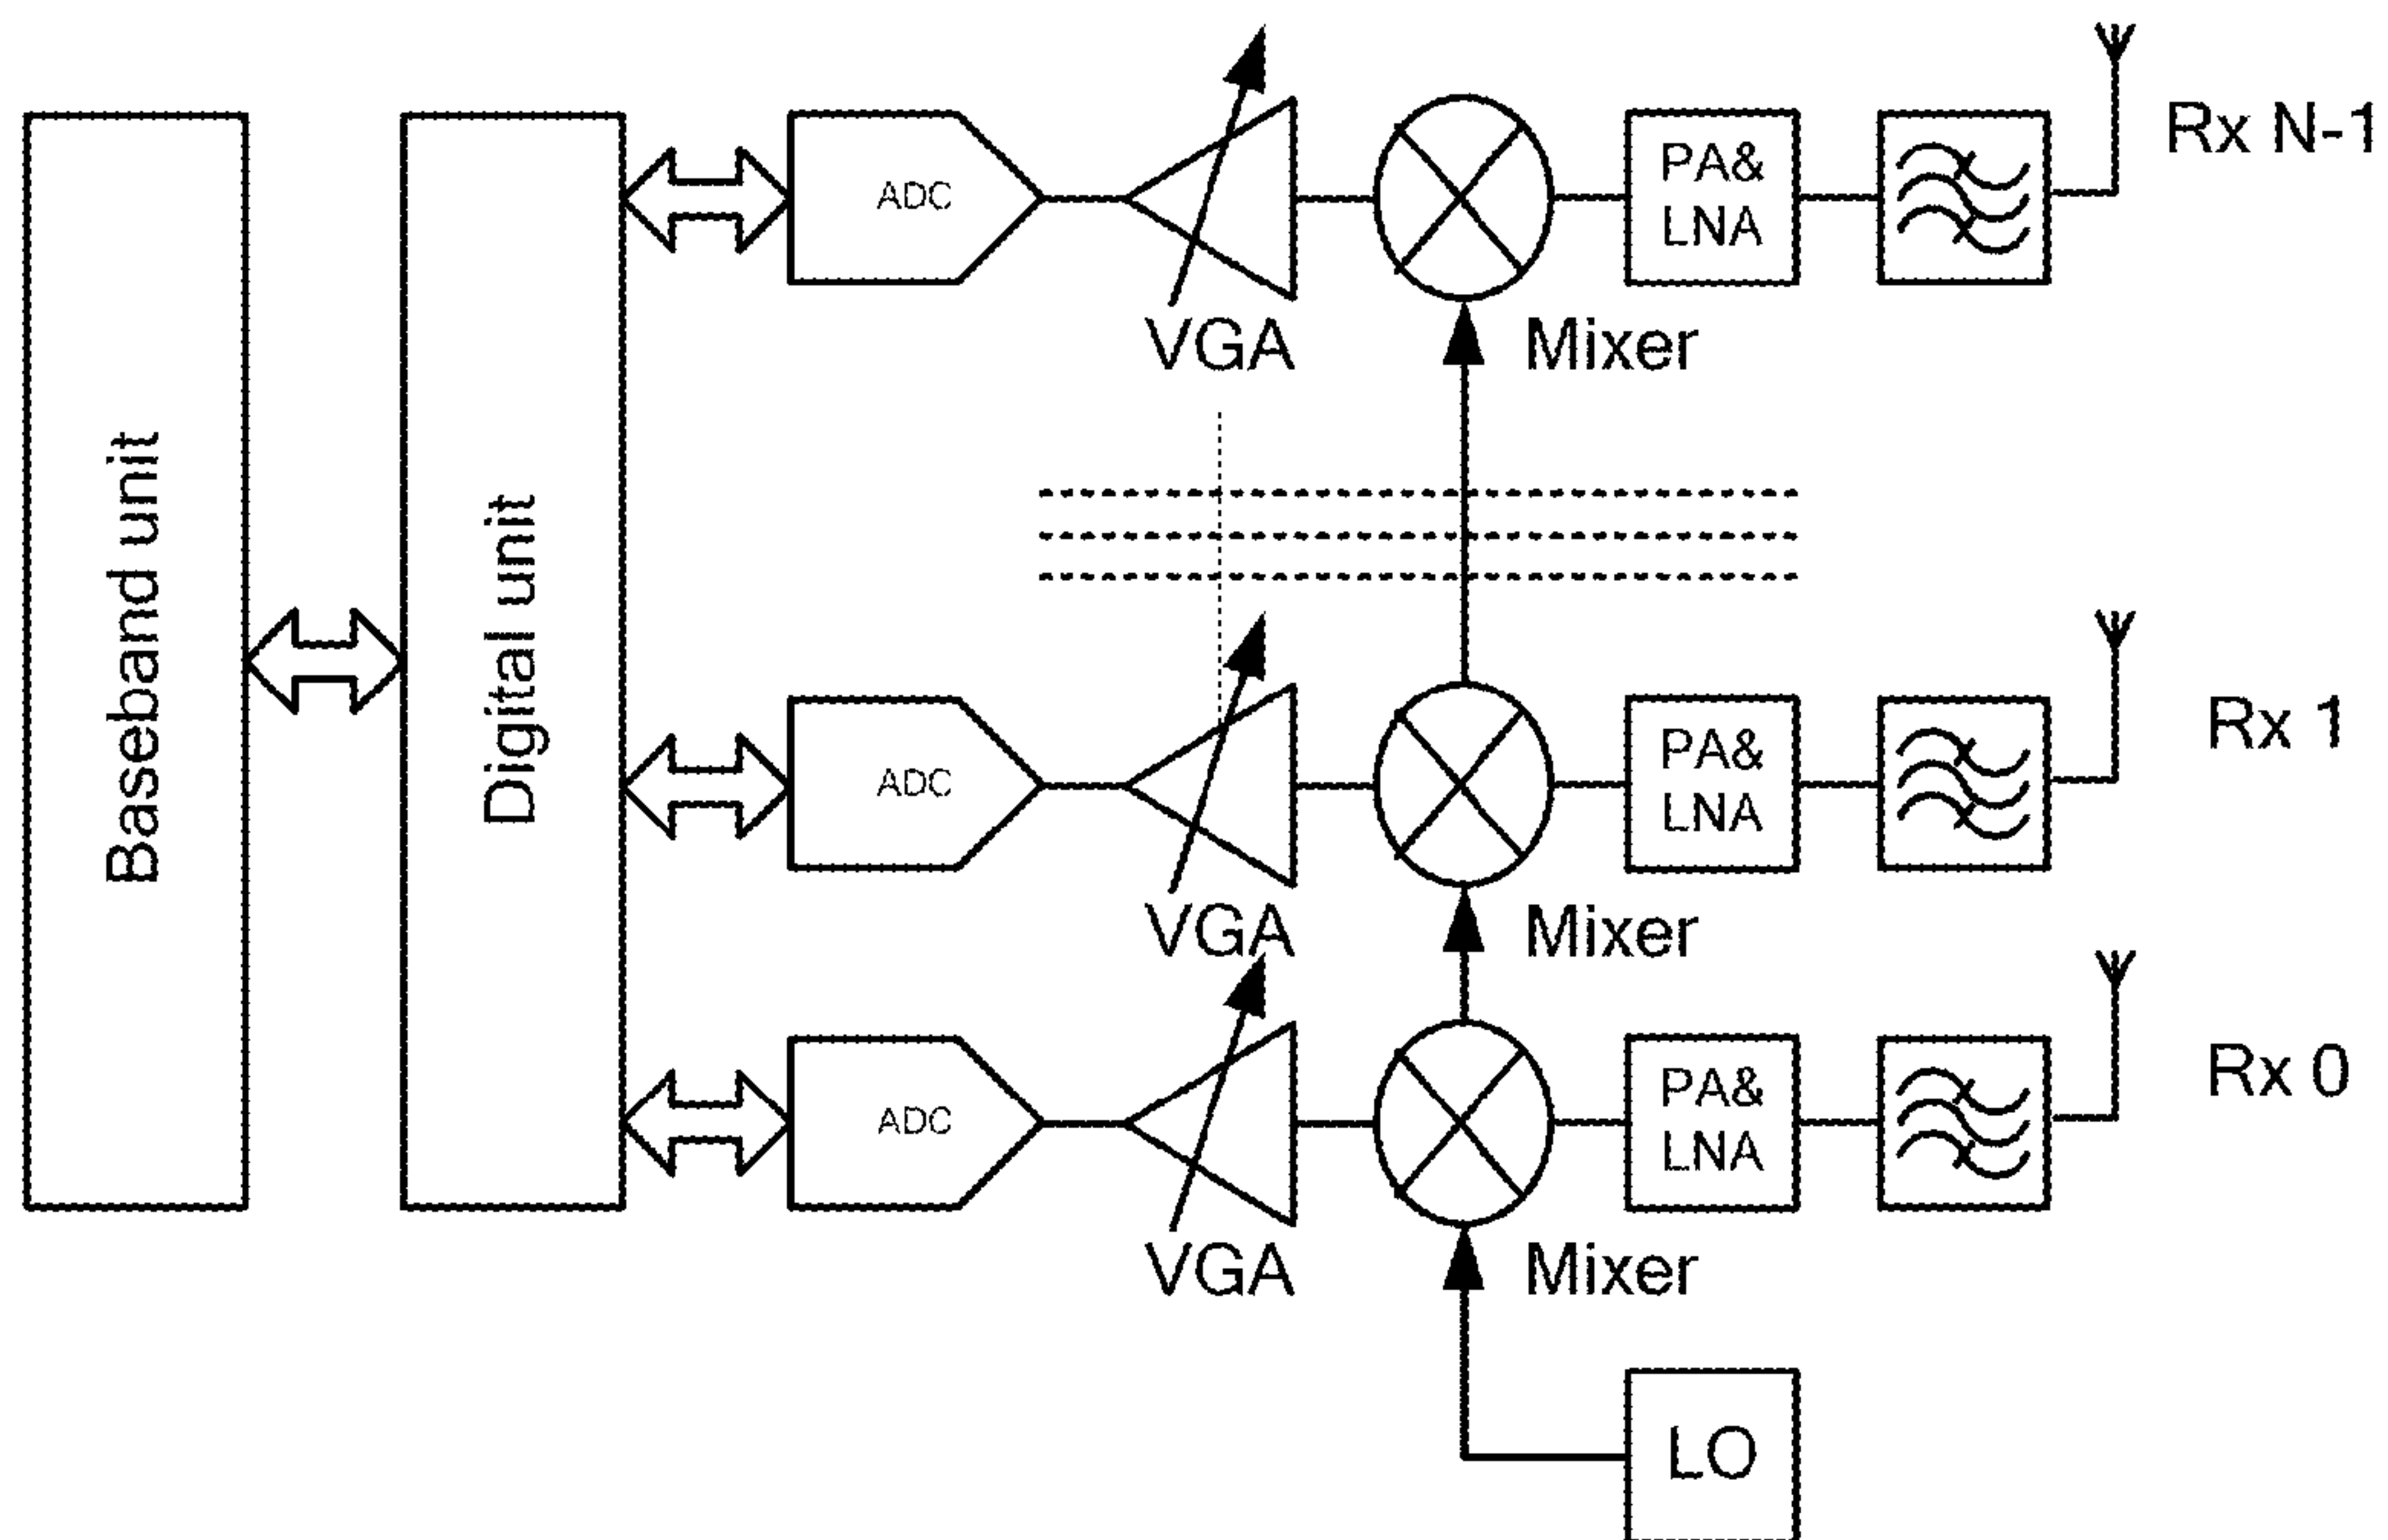 Baseband unit
Digital unit
ADC
VGA
Mixer
PA&
LNA
Rx N-1
ADC
VGA
Mixer
PA&
LNA
Rx 1
ADC
VGA
Mixer
PA&
LNA
Rx 0
LO